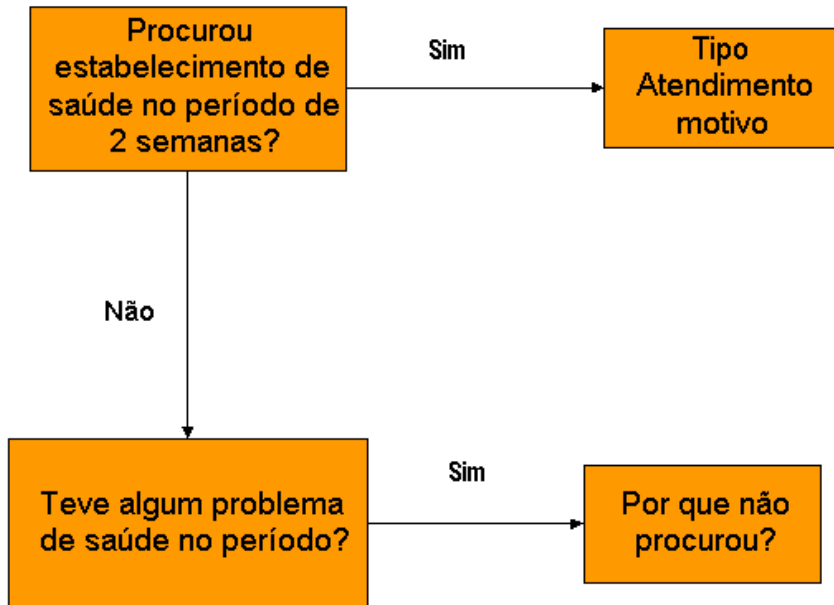 Procurou
estabelecimento de
saúde no período de
2 semanas?
Sim
Tipo
Atendimento
motivo
Não
Teve algum problema
de saúde no período?
Sim
Por que não
procurou?